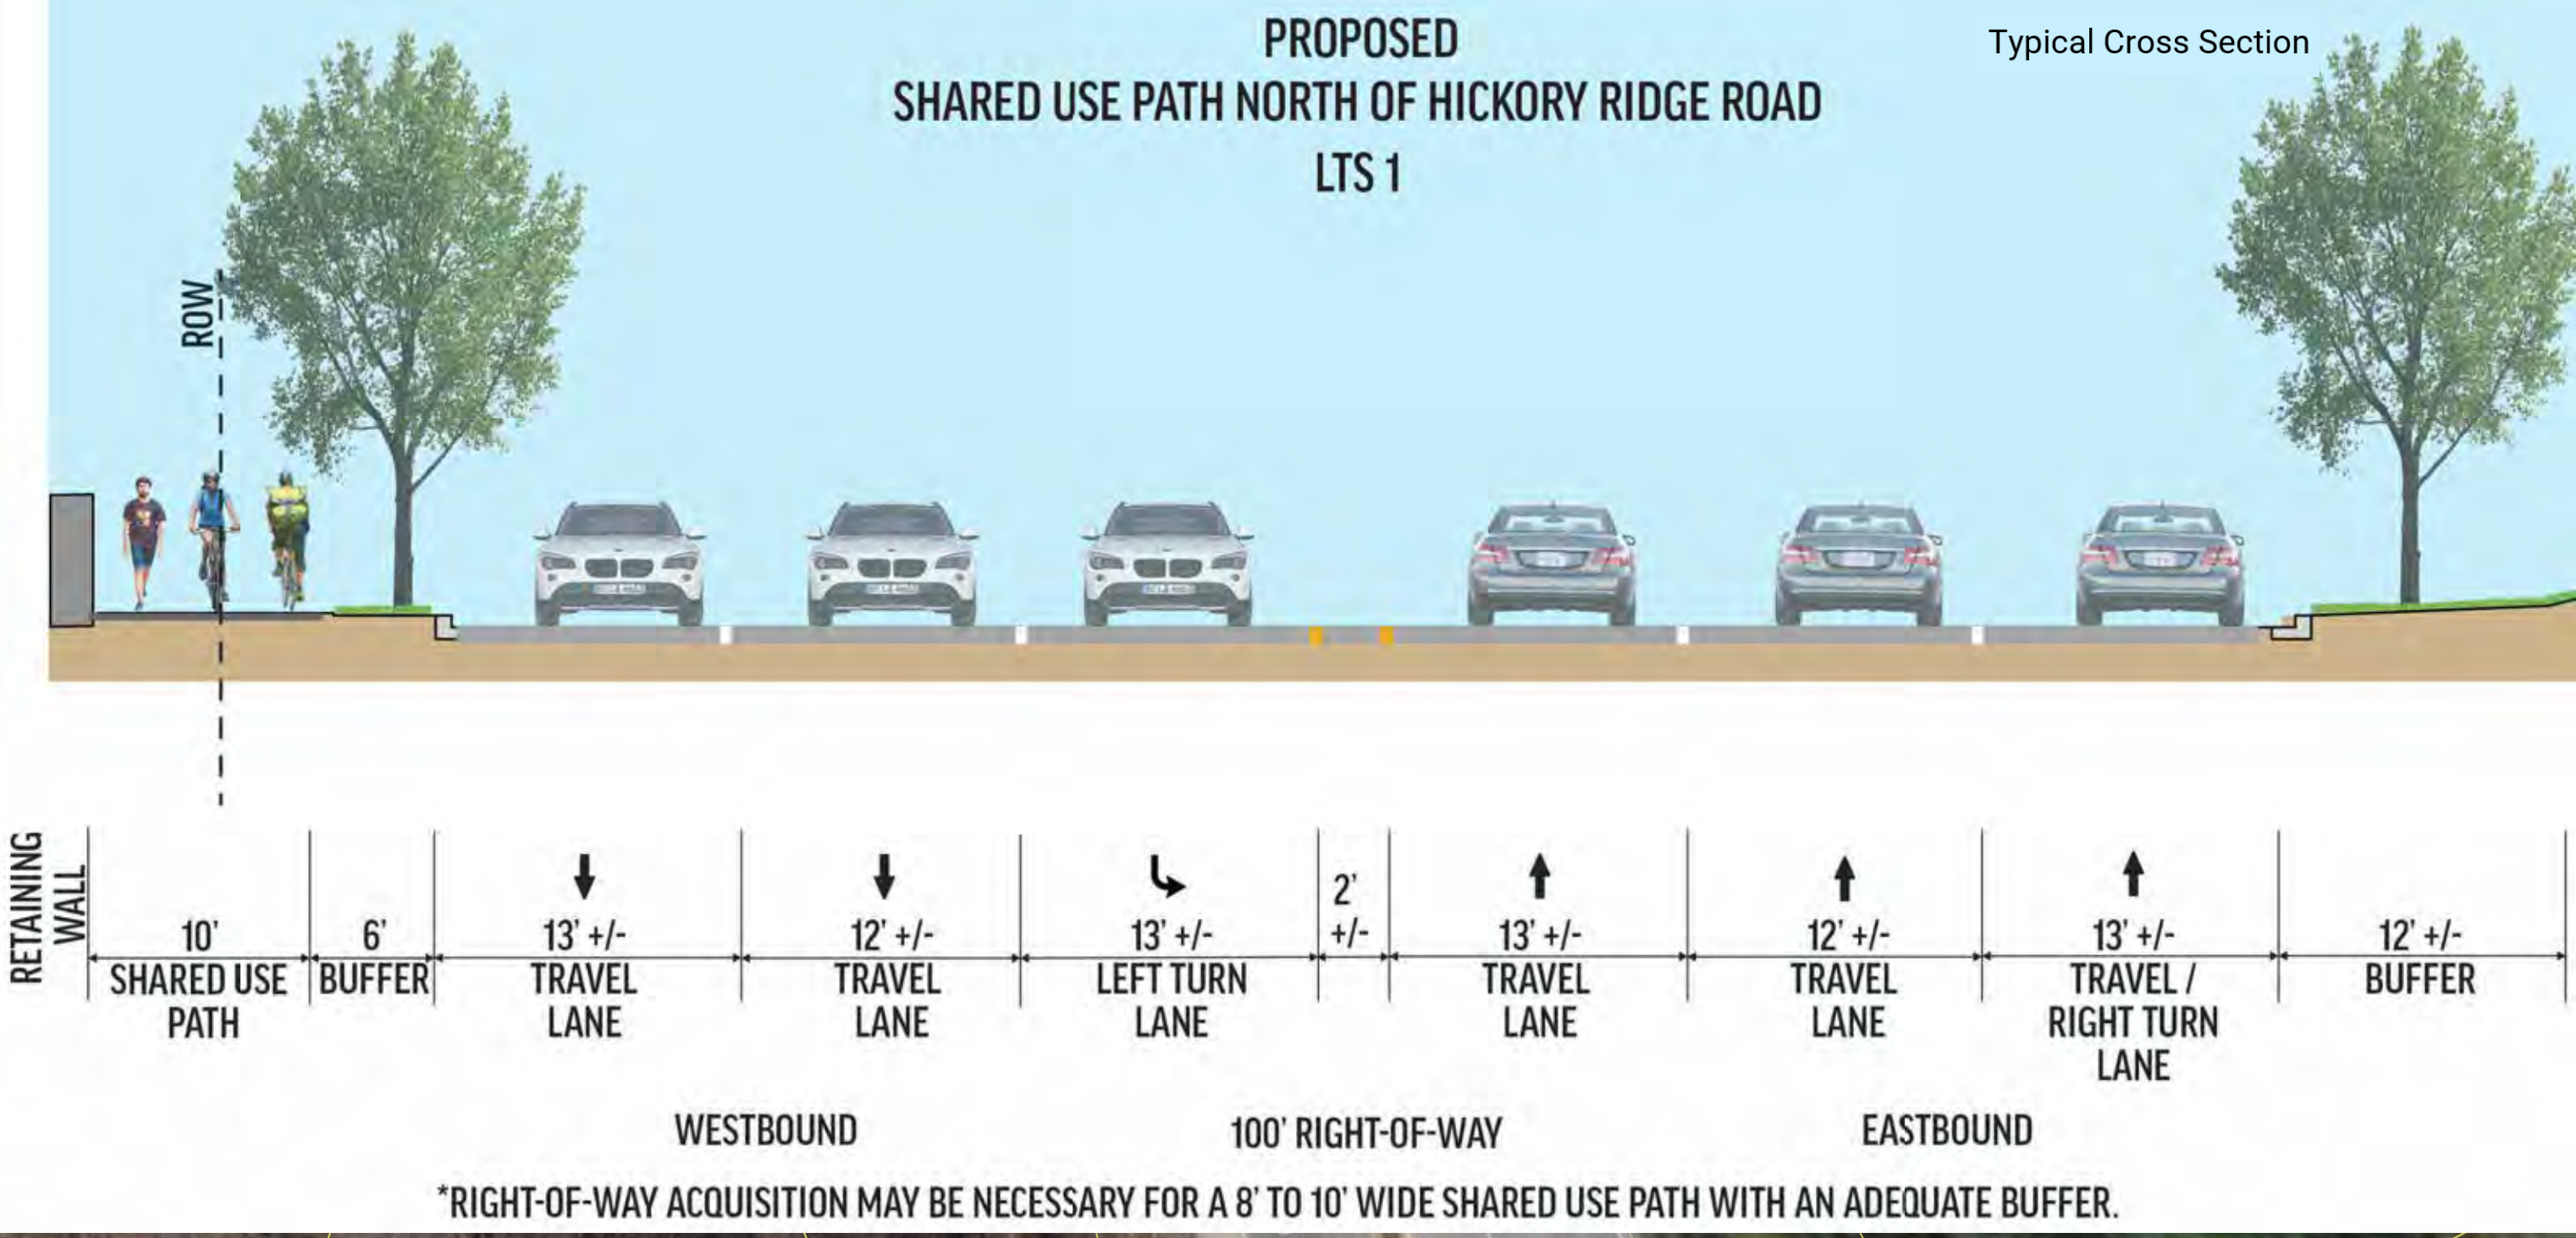 PROPOSED
Typical Cross Section
SHARED USE PATH NORTH OF HICKORY RIDGE ROAD
LTS 1
ROW
RETAINING
WALL
10'
SHARED USE
PATH
6'
BUFFER
13' +/-
TRAVEL
LANE
12' +/-
TRAVEL
LANE
13' +/-
LEFT TURN
LANE
2'
+/-
13' +/-
TRAVEL
LANE
12' +/-
TRAVEL
LANE
13' +/-
TRAVEL /
RIGHT TURN
LANE
12' +/-
BUFFER
WESTBOUND
100' RIGHT-OF-WAY
EASTBOUND
*RIGHT-OF-WAY ACQUISITION MAY BE NECESSARY FOR A 8' TO 10' WIDE SHARED USE PATH WITH AN ADEQUATE BUFFER.